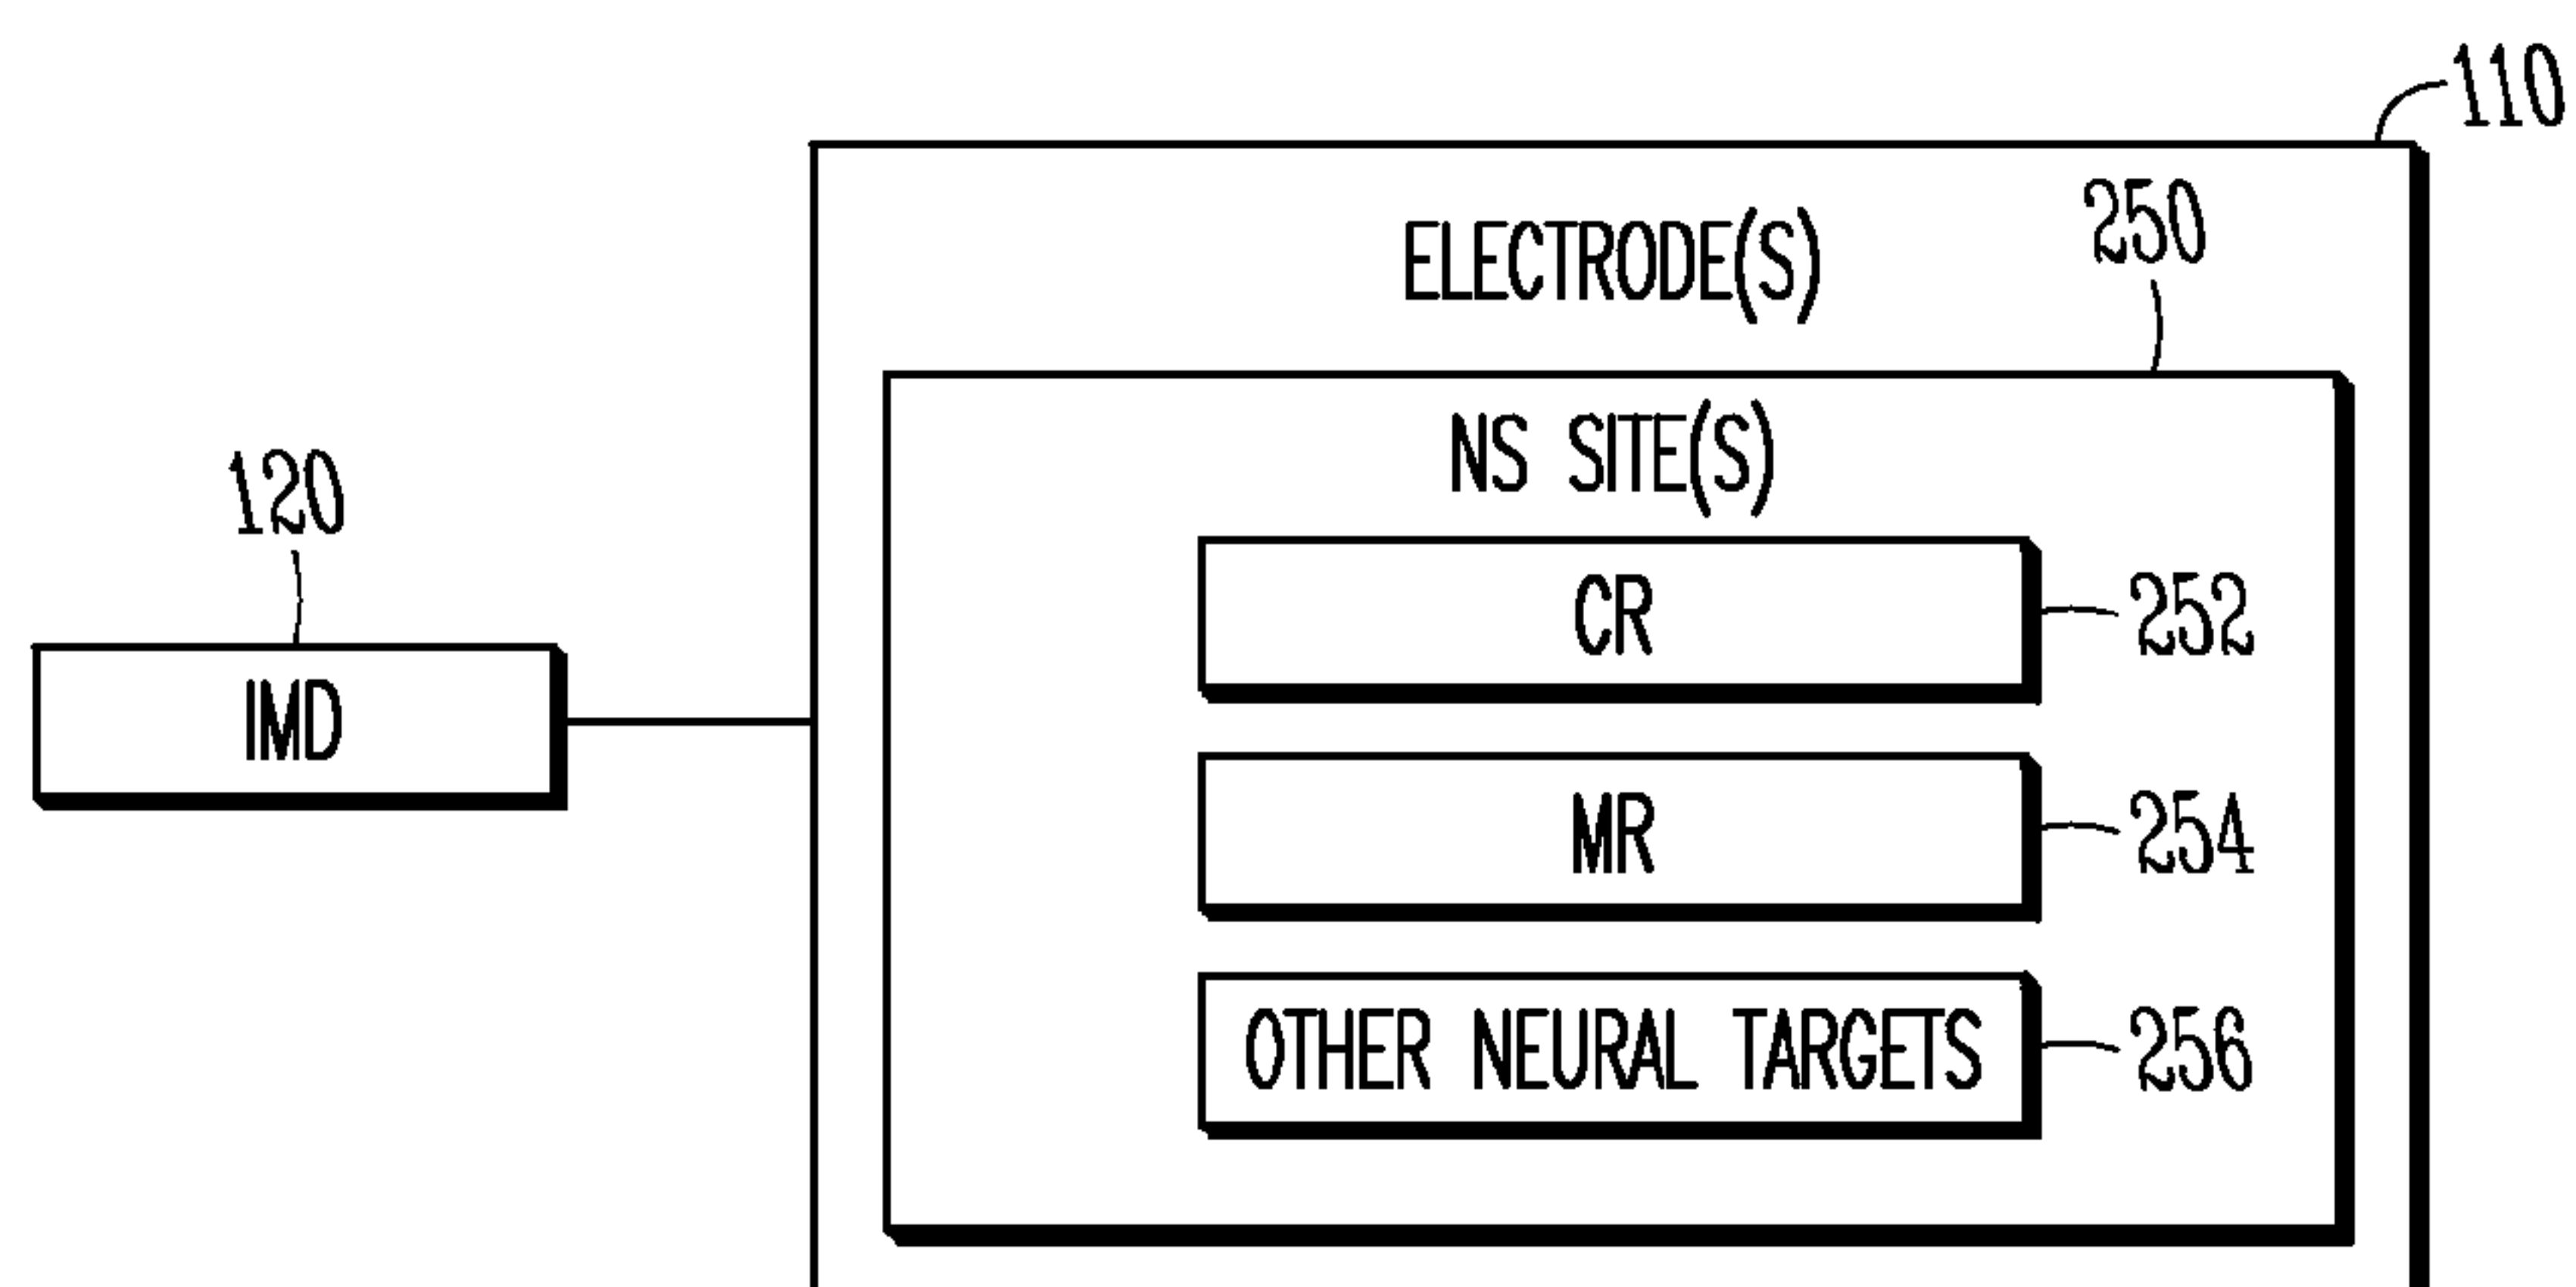 110
ELECTRODE(S)
250
NS SITE(S)
120
CR
252
IMD
MR
254
OTHER NEURAL TARGETS
256